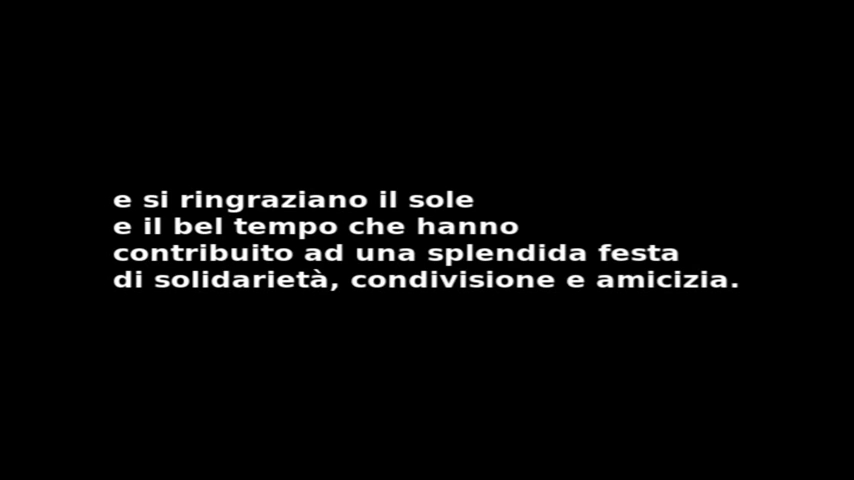 e si ringraziano il sole
e il bel tempo che hanno
contribuito ad una splendida festa
di solidarietà, condivisione e amicizia.